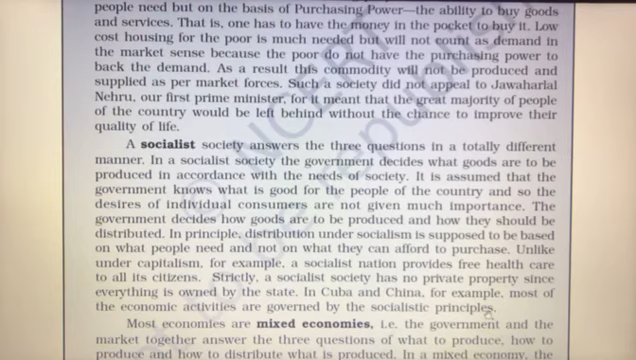 people need but on the basis of Purchasing Power—the ability to buy goods
and services. That is, one has to have the money in the pocket to buy it. Low
cost housing for the poor is much needed but will not count as demand in
the market sense because the poor do not have the purchasing power to
back the demand. As a result this commodity will not be produced and
supplied as per market forces. Such a society did not appeal to Jawaharlal
Nehru, our first prime minister, for it meant that the great majority of people
of the country would be left behind without the chance to improve their
quality of life.
A socialist society answers the three questions in a totally different
manner. In a socialist society the government decides what goods are to be
produced in accordance with the needs of society. It is assumed that the
government knows what is good for the people of the country and so the
desires of individual consumers are not given much importance. The
government decides how goods are to be produced and how they should be
distributed. In principle, distribution under socialism is supposed to be based
on what people need and not on what they can afford to purchase. Unlike
under capitalism, for example, a socialist nation provides free health care
to all its citizens. Strictly, a socialist society has no private property since
everything is owned by the state. In Cuba and China, for example, most of
the economic activities are governed by the socialistic principles.
Most economies are mixed economies, i.e. the government and the
market together answer the three questions of what to produce, how to
produce and how to distribute what is produced. In a mixed economy, the
© NCERT
be republish